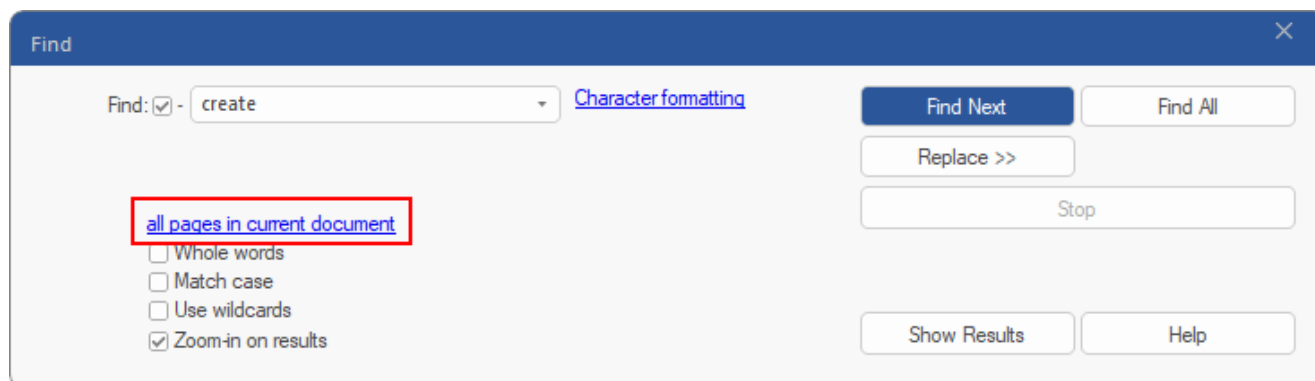 Find
Find: - create Character formatting
Find Next Find All
Replace >>
Stop
all pages in current document
Whole words
Match case
Use wildcards
Zoom-in on results
Show Results Help